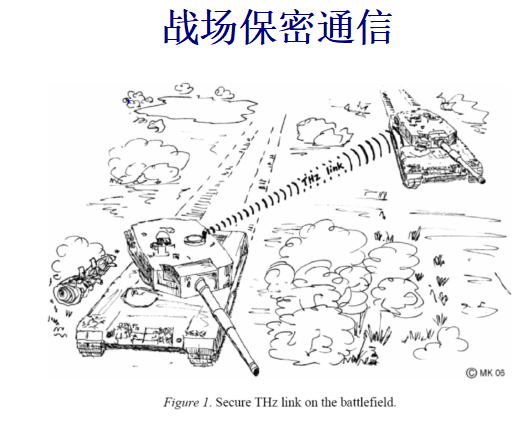 战场保密通信
THz link
© MK 06
Figure 1. Secure THz link on the battlefield.